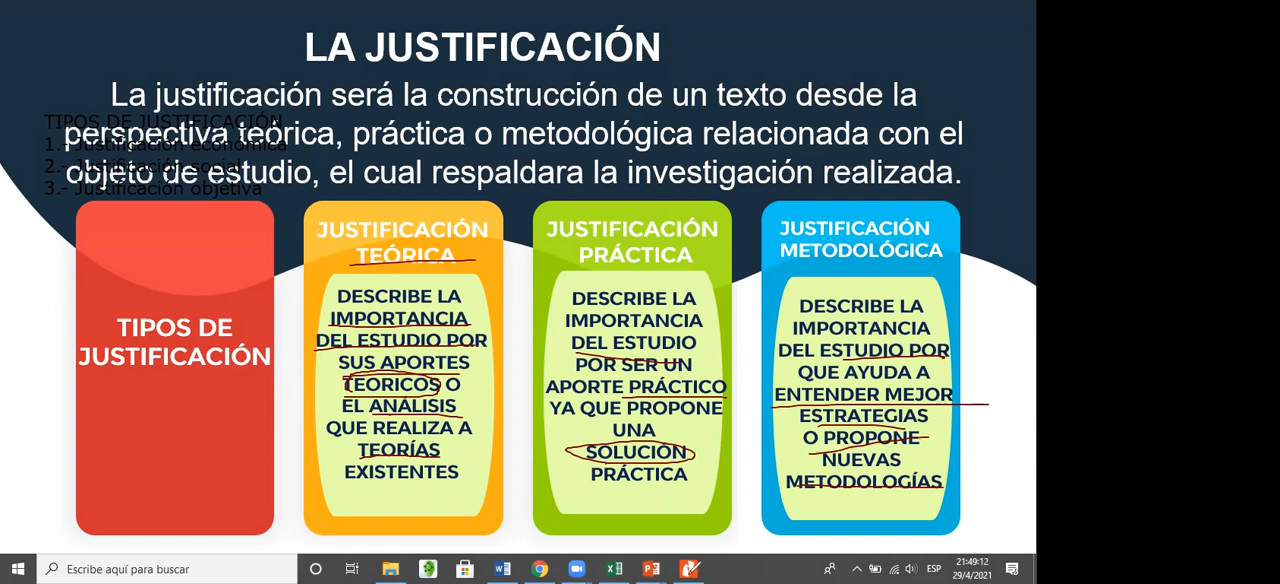 LA JUSTIFICACIÓN
La justificación será la construcción de un texto desde la
perspectiva teórica, práctica o metodológica relacionada con el
objeto de estudio, el cual respaldara la investigación realizada.
TIPOS DE JUSTIFICACIÓN
1.- Justificación económica
2.- Justificación social
3.- Justificación objetiva
TIPOS DE
JUSTIFICACIÓN
JUSTIFICACIÓN
TEÓRICA
DESCRIBE LA
IMPORTANCIA
DEL ESTUDIO POR
SUS APORTES
TEORICOS O
EL ANÁLISIS
QUE REALIZA A
TEORÍAS
EXISTENTES
JUSTIFICACIÓN
PRÁCTICA
DESCRIBE LA
IMPORTANCIA
DEL ESTUDIO
POR SER UN
APORTE PRÁCTICO
YA QUE PROPONE
UNA
SOLUCIÓN
PRÁCTICA
JUSTIFICACIÓN
METODOLÓGICA
DESCRIBE LA
IMPORTANCIA
DEL ESTUDIO POR
QUE AYUDA A
ENTENDER MEJOR
ESTRATEGIAS
O PROPONE
NUEVAS
METODOLOGÍAS
Escribe aquí para buscar
ESP
21:49:12
29/4/2021